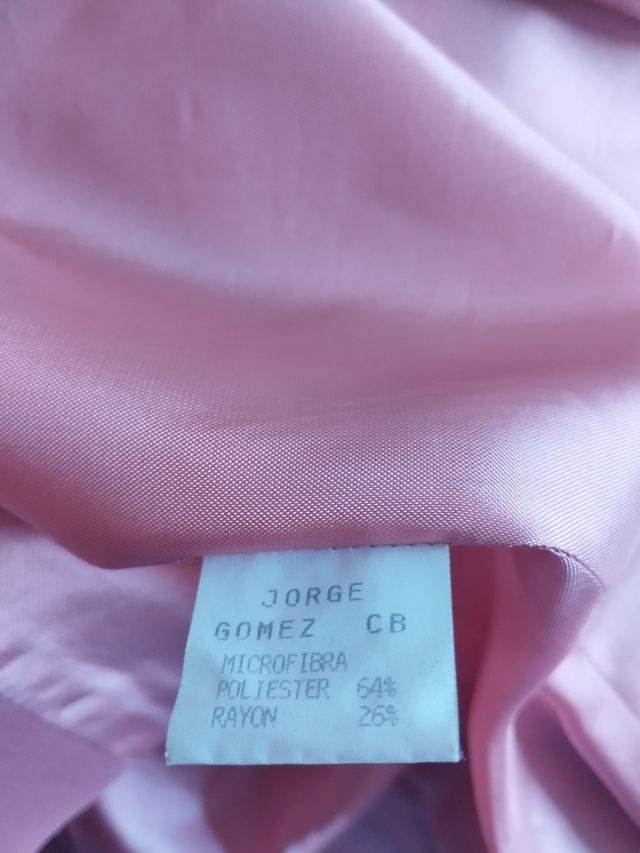 JORGE
GOMEZ CB
MICROFIBRA
POLIESTER 64%
RAYON 26%